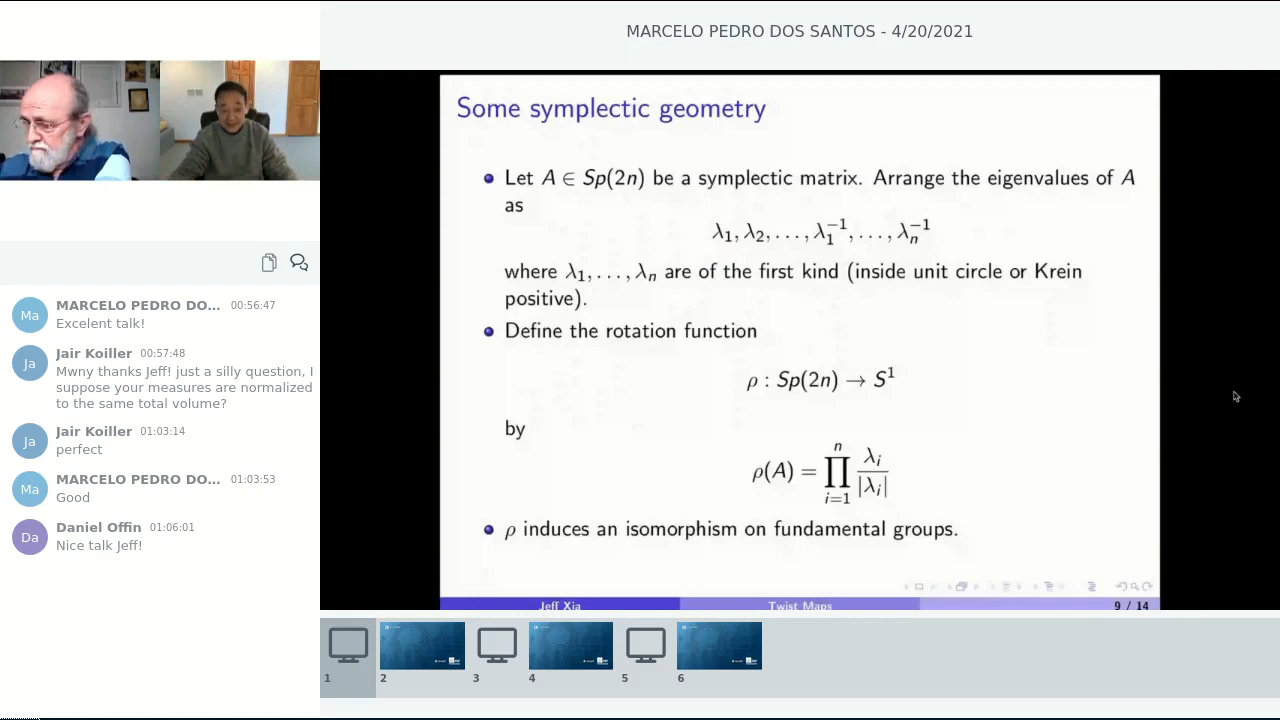 MARCELO PEDRO DOS SANTOS - 4/20/2021
Some symplectic geometry
Let A ∈ Sp(2n) be a symplectic matrix. Arrange the eigenvalues of A
as
λ₁, λ₂, . . . , λ₁⁻¹, . . . , λₙ⁻¹
where λ₁, . . . , λₙ are of the first kind (inside unit circle or Krein
positive).
Define the rotation function
ρ : Sp(2n) → S¹
by
ρ(A) = ∏ᵢ₌₁ⁿ λᵢ/|λᵢ|
ρ induces an isomorphism on fundamental groups.
Jeff Xia Twist Maps 9 / 14
Ma MARCELO PEDRO DO... 00:56:47
Excelent talk!
Ja Jair Koiller 00:57:48
Mwny thanks Jeff! just a silly question, I
suppose your measures are normalized
to the same total volume?
Ja Jair Koiller 01:03:14
perfect
Ma MARCELO PEDRO DO... 01:03:53
Good
Da Daniel Offin 01:06:01
Nice talk Jeff!
1 2 3 4 5 6